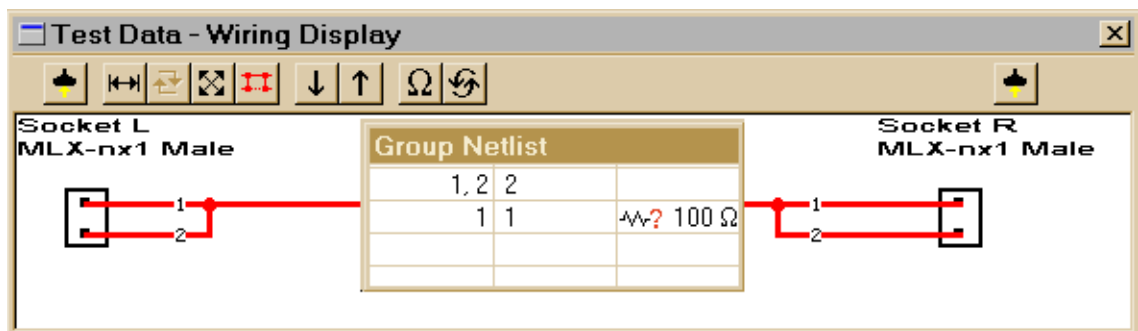 Test Data - Wiring Display
Ω
Socket L
MLX-nx1 Male
Group Netlist
Socket R
MLX-nx1 Male
1, 2 2
1 1 ? 100 Ω
1
2
1
2